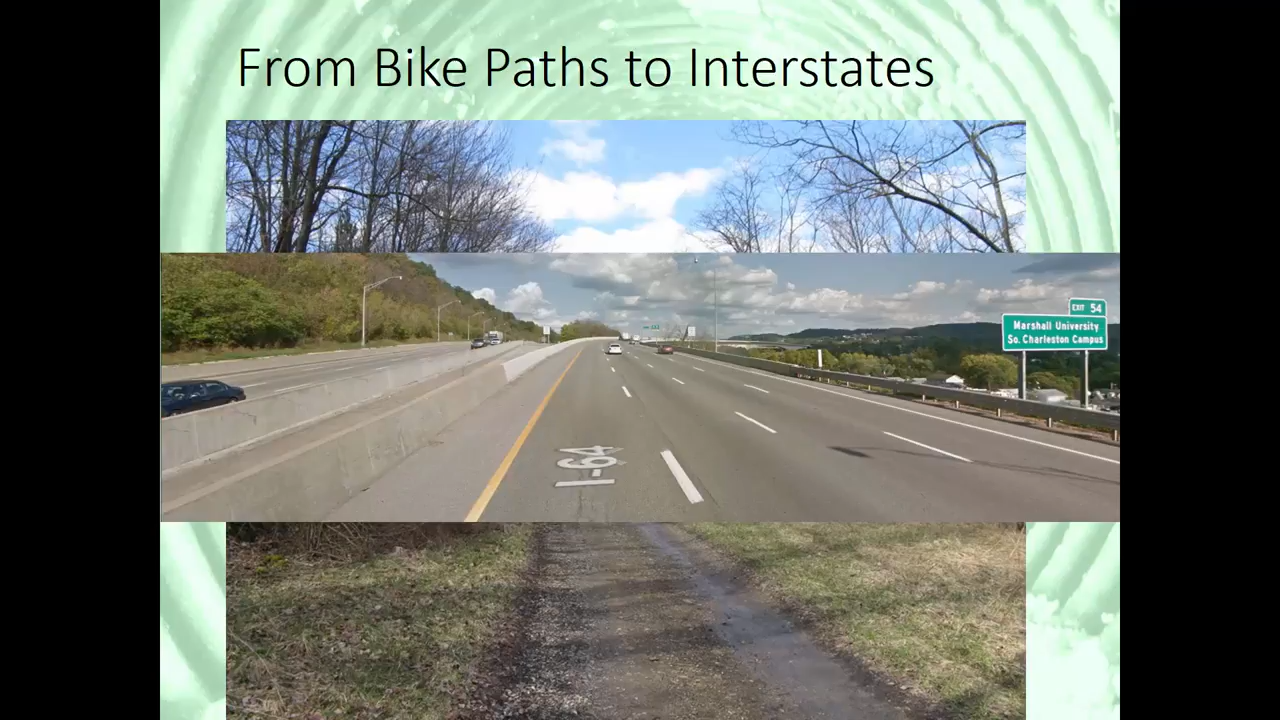 From Bike Paths to Interstates
EXIT 54
Marshall University
So. Charleston Campus
I-64